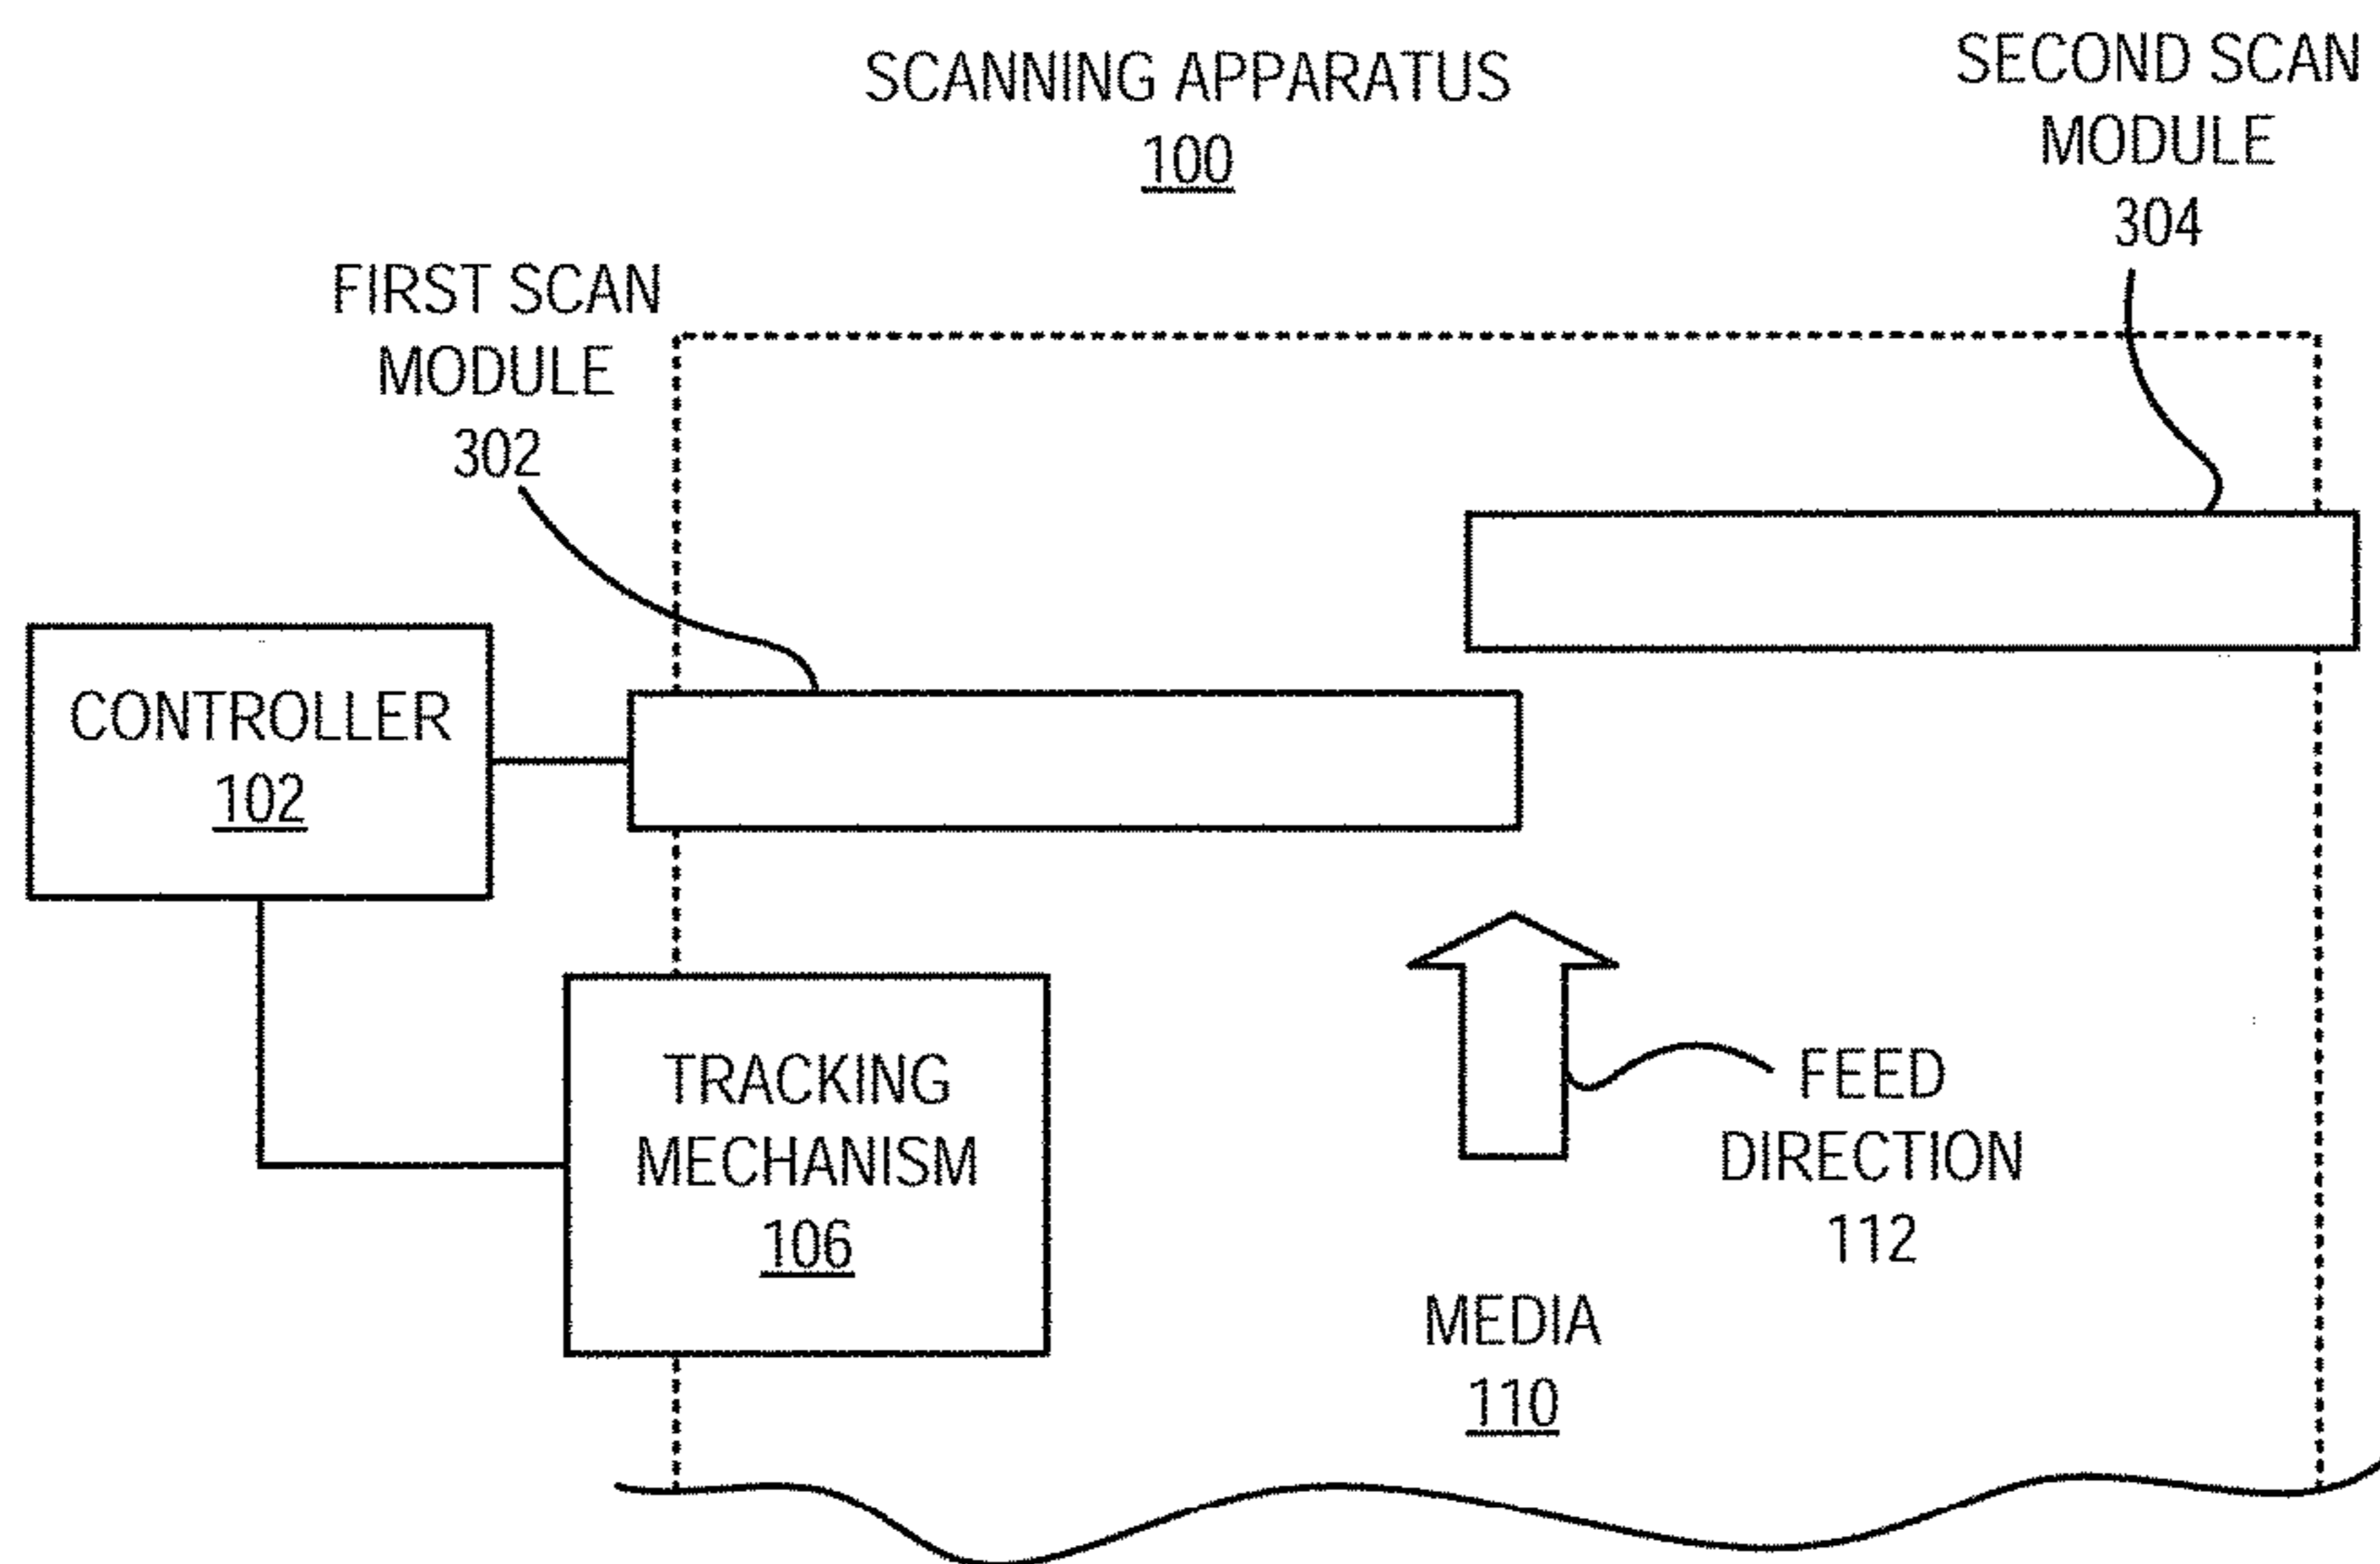 SCANNING APPARATUS
100
SECOND SCAN
MODULE
304
FIRST SCAN
MODULE
302
CONTROLLER
102
TRACKING
MECHANISM
106
FEED
DIRECTION
112
MEDIA
110